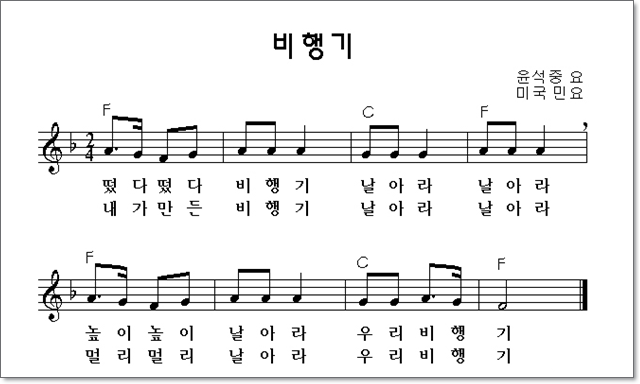 비행기
윤석중 요
미국 민요
F C F
2
4
떴다떴다 비행기 날아라 날아라
내가만든 비행기 날아라 날아라
F C F
높이높이 날아라 우리비행기
멀리멀리 날아라 우리비행기